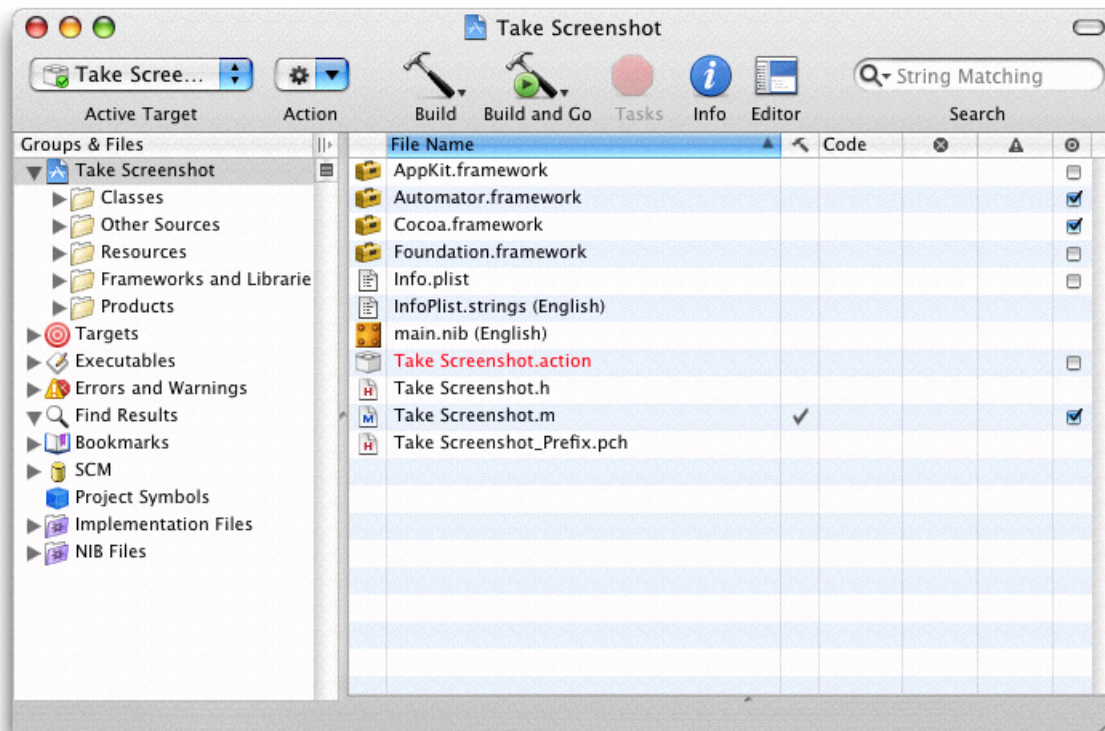 Take Screenshot
Take Scree...
String Matching
Active Target
Action
Build
Build and Go
Tasks
Info
Editor
Search
Groups & Files
Take Screenshot
Classes
Other Sources
Resources
Frameworks and Librarie
Products
Targets
Executables
Errors and Warnings
Find Results
Bookmarks
SCM
Project Symbols
Implementation Files
NIB Files
File Name
Code
AppKit.framework
Automator.framework
Cocoa.framework
Foundation.framework
Info.plist
InfoPlist.strings (English)
main.nib (English)
Take Screenshot.action
Take Screenshot.h
Take Screenshot.m
Take Screenshot_Prefix.pch